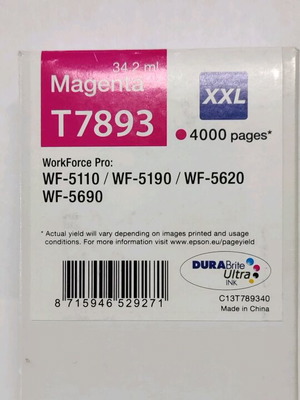 34.2 ml
Magenta
XXL
T7893
4000 pages*
WorkForce Pro:
WF-5110 / WF-5190 / WF-5620
WF-5690
* Actual yield will vary depending on images printed and usage
conditions. For more information visit www.epson.eu/pageyield
DURABrite
Ultra
INK
8 715946 529271
C13T789340
Made in China